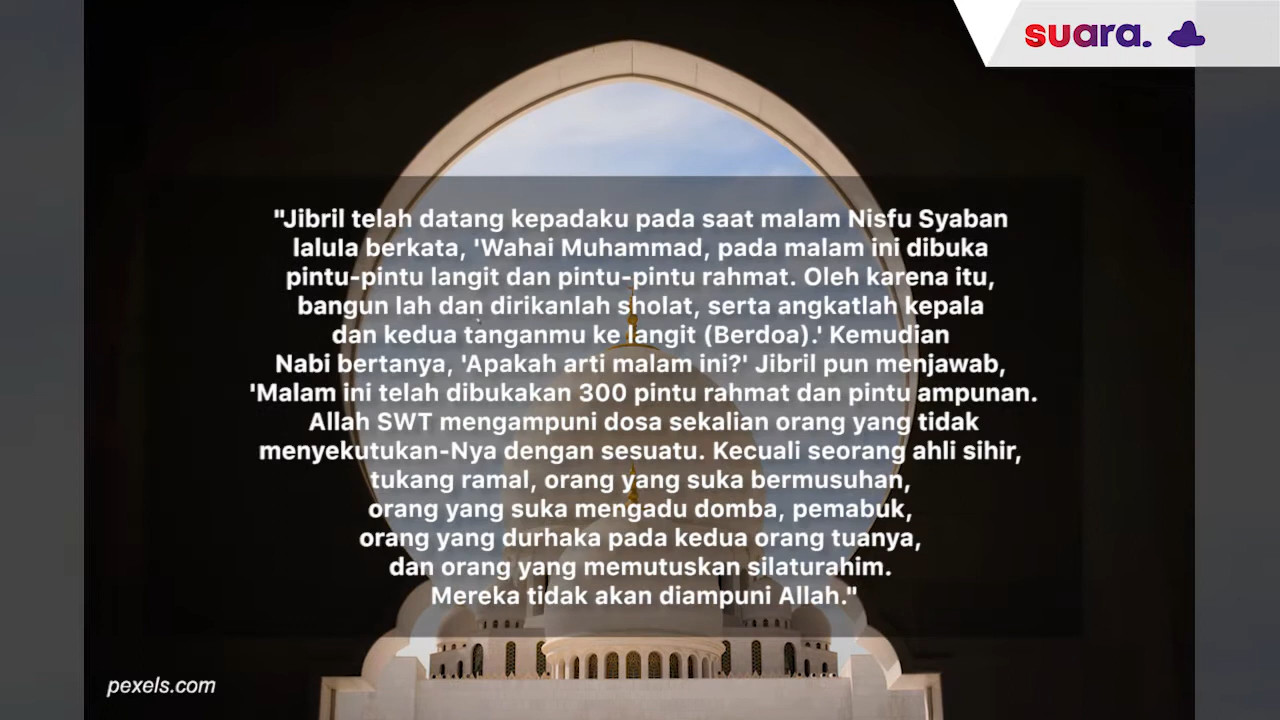 suara.
"Jibril telah datang kepadaku pada saat malam Nisfu Syaban
lalula berkata, 'Wahai Muhammad, pada malam ini dibuka
pintu-pintu langit dan pintu-pintu rahmat. Oleh karena itu,
bangun lah dan dirikanlah sholat, serta angkatlah kepala
dan kedua tanganmu ke langit (Berdoa).' Kemudian
Nabi bertanya, 'Apakah arti malam ini?' Jibril pun menjawab,
'Malam ini telah dibukakan 300 pintu rahmat dan pintu ampunan.
Allah SWT mengampuni dosa sekalian orang yang tidak
menyekutukan-Nya dengan sesuatu. Kecuali seorang ahli sihir,
tukang ramal, orang yang suka bermusuhan,
orang yang suka mengadu domba, pemabuk,
orang yang durhaka pada kedua orang tuanya,
dan orang yang memutuskan silaturahim.
Mereka tidak akan diampuni Allah."
pexels.com